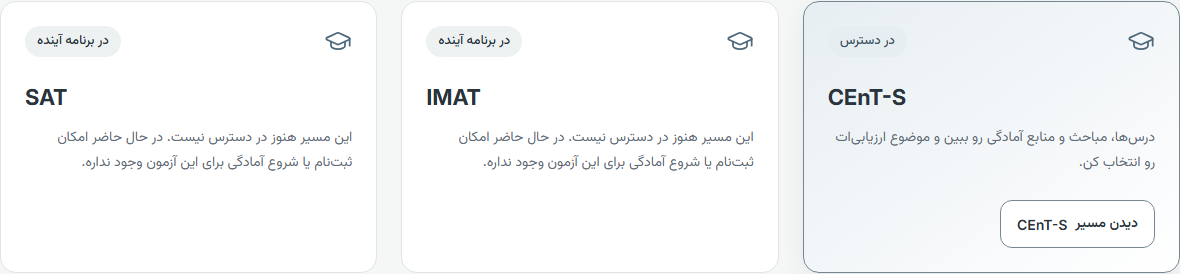 در دسترس
CEnT-S
درس‌ها، مباحث و منابع آمادگی رو ببین و موضوع ارزیابی‌ات
رو انتخاب کن.
دیدن مسیر CEnT-S
در برنامه آینده
IMAT
این مسیر هنوز در دسترس نیست. در حال حاضر امکان
ثبت‌نام یا شروع آمادگی برای این آزمون وجود نداره.
در برنامه آینده
SAT
این مسیر هنوز در دسترس نیست. در حال حاضر امکان
ثبت‌نام یا شروع آمادگی برای این آزمون وجود نداره.